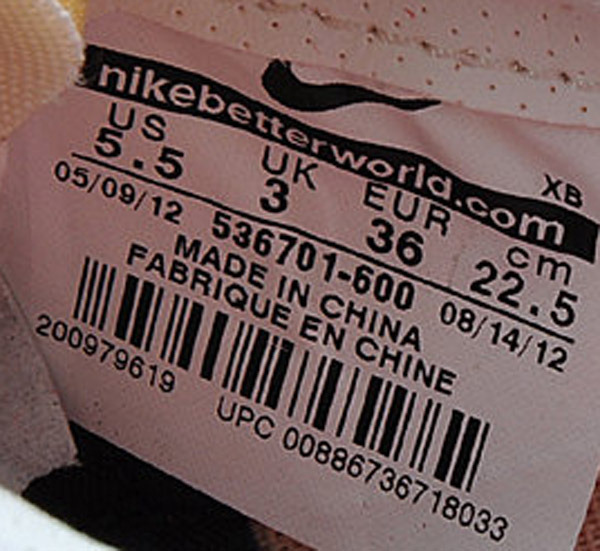 nikebetterworld.com
XB
US UK EUR cm
5.5 3 36 22.5
05/09/12 536701-600 08/14/12
MADE IN CHINA
FABRIQUE EN CHINE
200979619
UPC 00886736718033